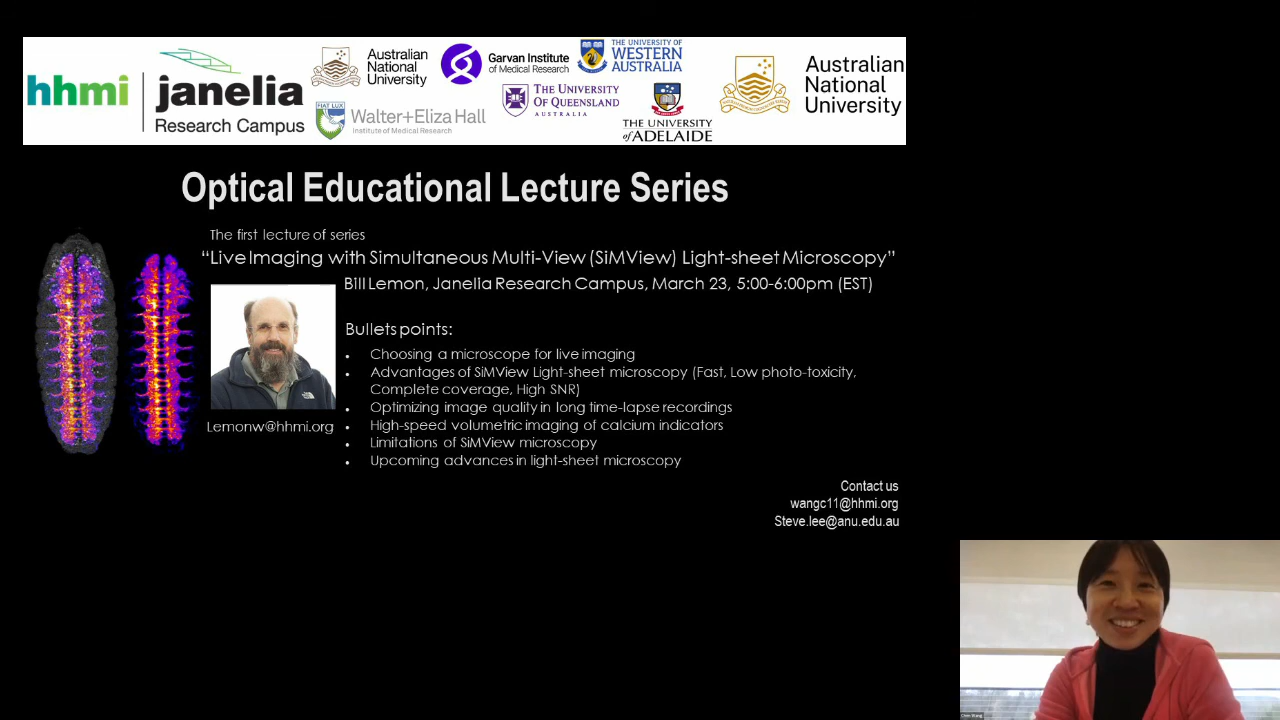 hhmi
janelia
Research Campus
Australian
National
University
Garvan Institute
of Medical Research
THE UNIVERSITY OF
WESTERN
AUSTRALIA
FIAT LUX
Walter+Eliza Hall
Institute of Medical Research
THE UNIVERSITY
OF QUEENSLAND
AUSTRALIA
THE UNIVERSITY
of ADELAIDE
Australian
National
University
Optical Educational Lecture Series
The first lecture of series
“Live Imaging with Simultaneous Multi-View (SiMView) Light-sheet Microscopy”
Bill Lemon, Janelia Research Campus, March 23, 5:00-6:00pm (EST)
Bullets points:
• Choosing a microscope for live imaging
• Advantages of SiMView Light-sheet microscopy (Fast, Low photo-toxicity,
Complete coverage, High SNR)
• Optimizing image quality in long time-lapse recordings
• High-speed volumetric imaging of calcium indicators
• Limitations of SiMView microscopy
• Upcoming advances in light-sheet microscopy
Lemonw@hhmi.org
Contact us
wangc11@hhmi.org
Steve.lee@anu.edu.au